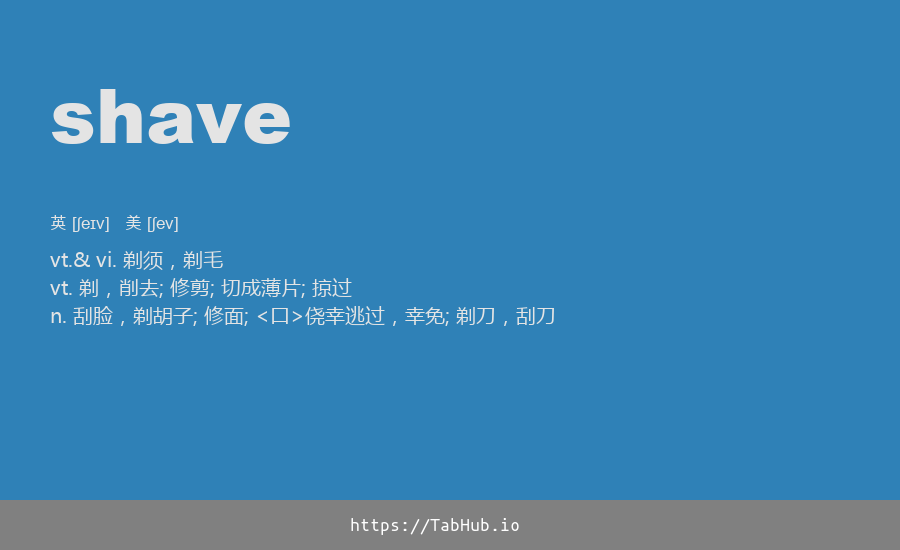 shave
英 [ʃeɪv] 美 [ʃev]
vt.& vi. 剃须，剃毛
vt. 剃，削去; 修剪; 切成薄片; 掠过
n. 刮脸，剃胡子; 修面; <口>侥幸逃过，幸免; 剃刀，刮刀
https://TabHub.io